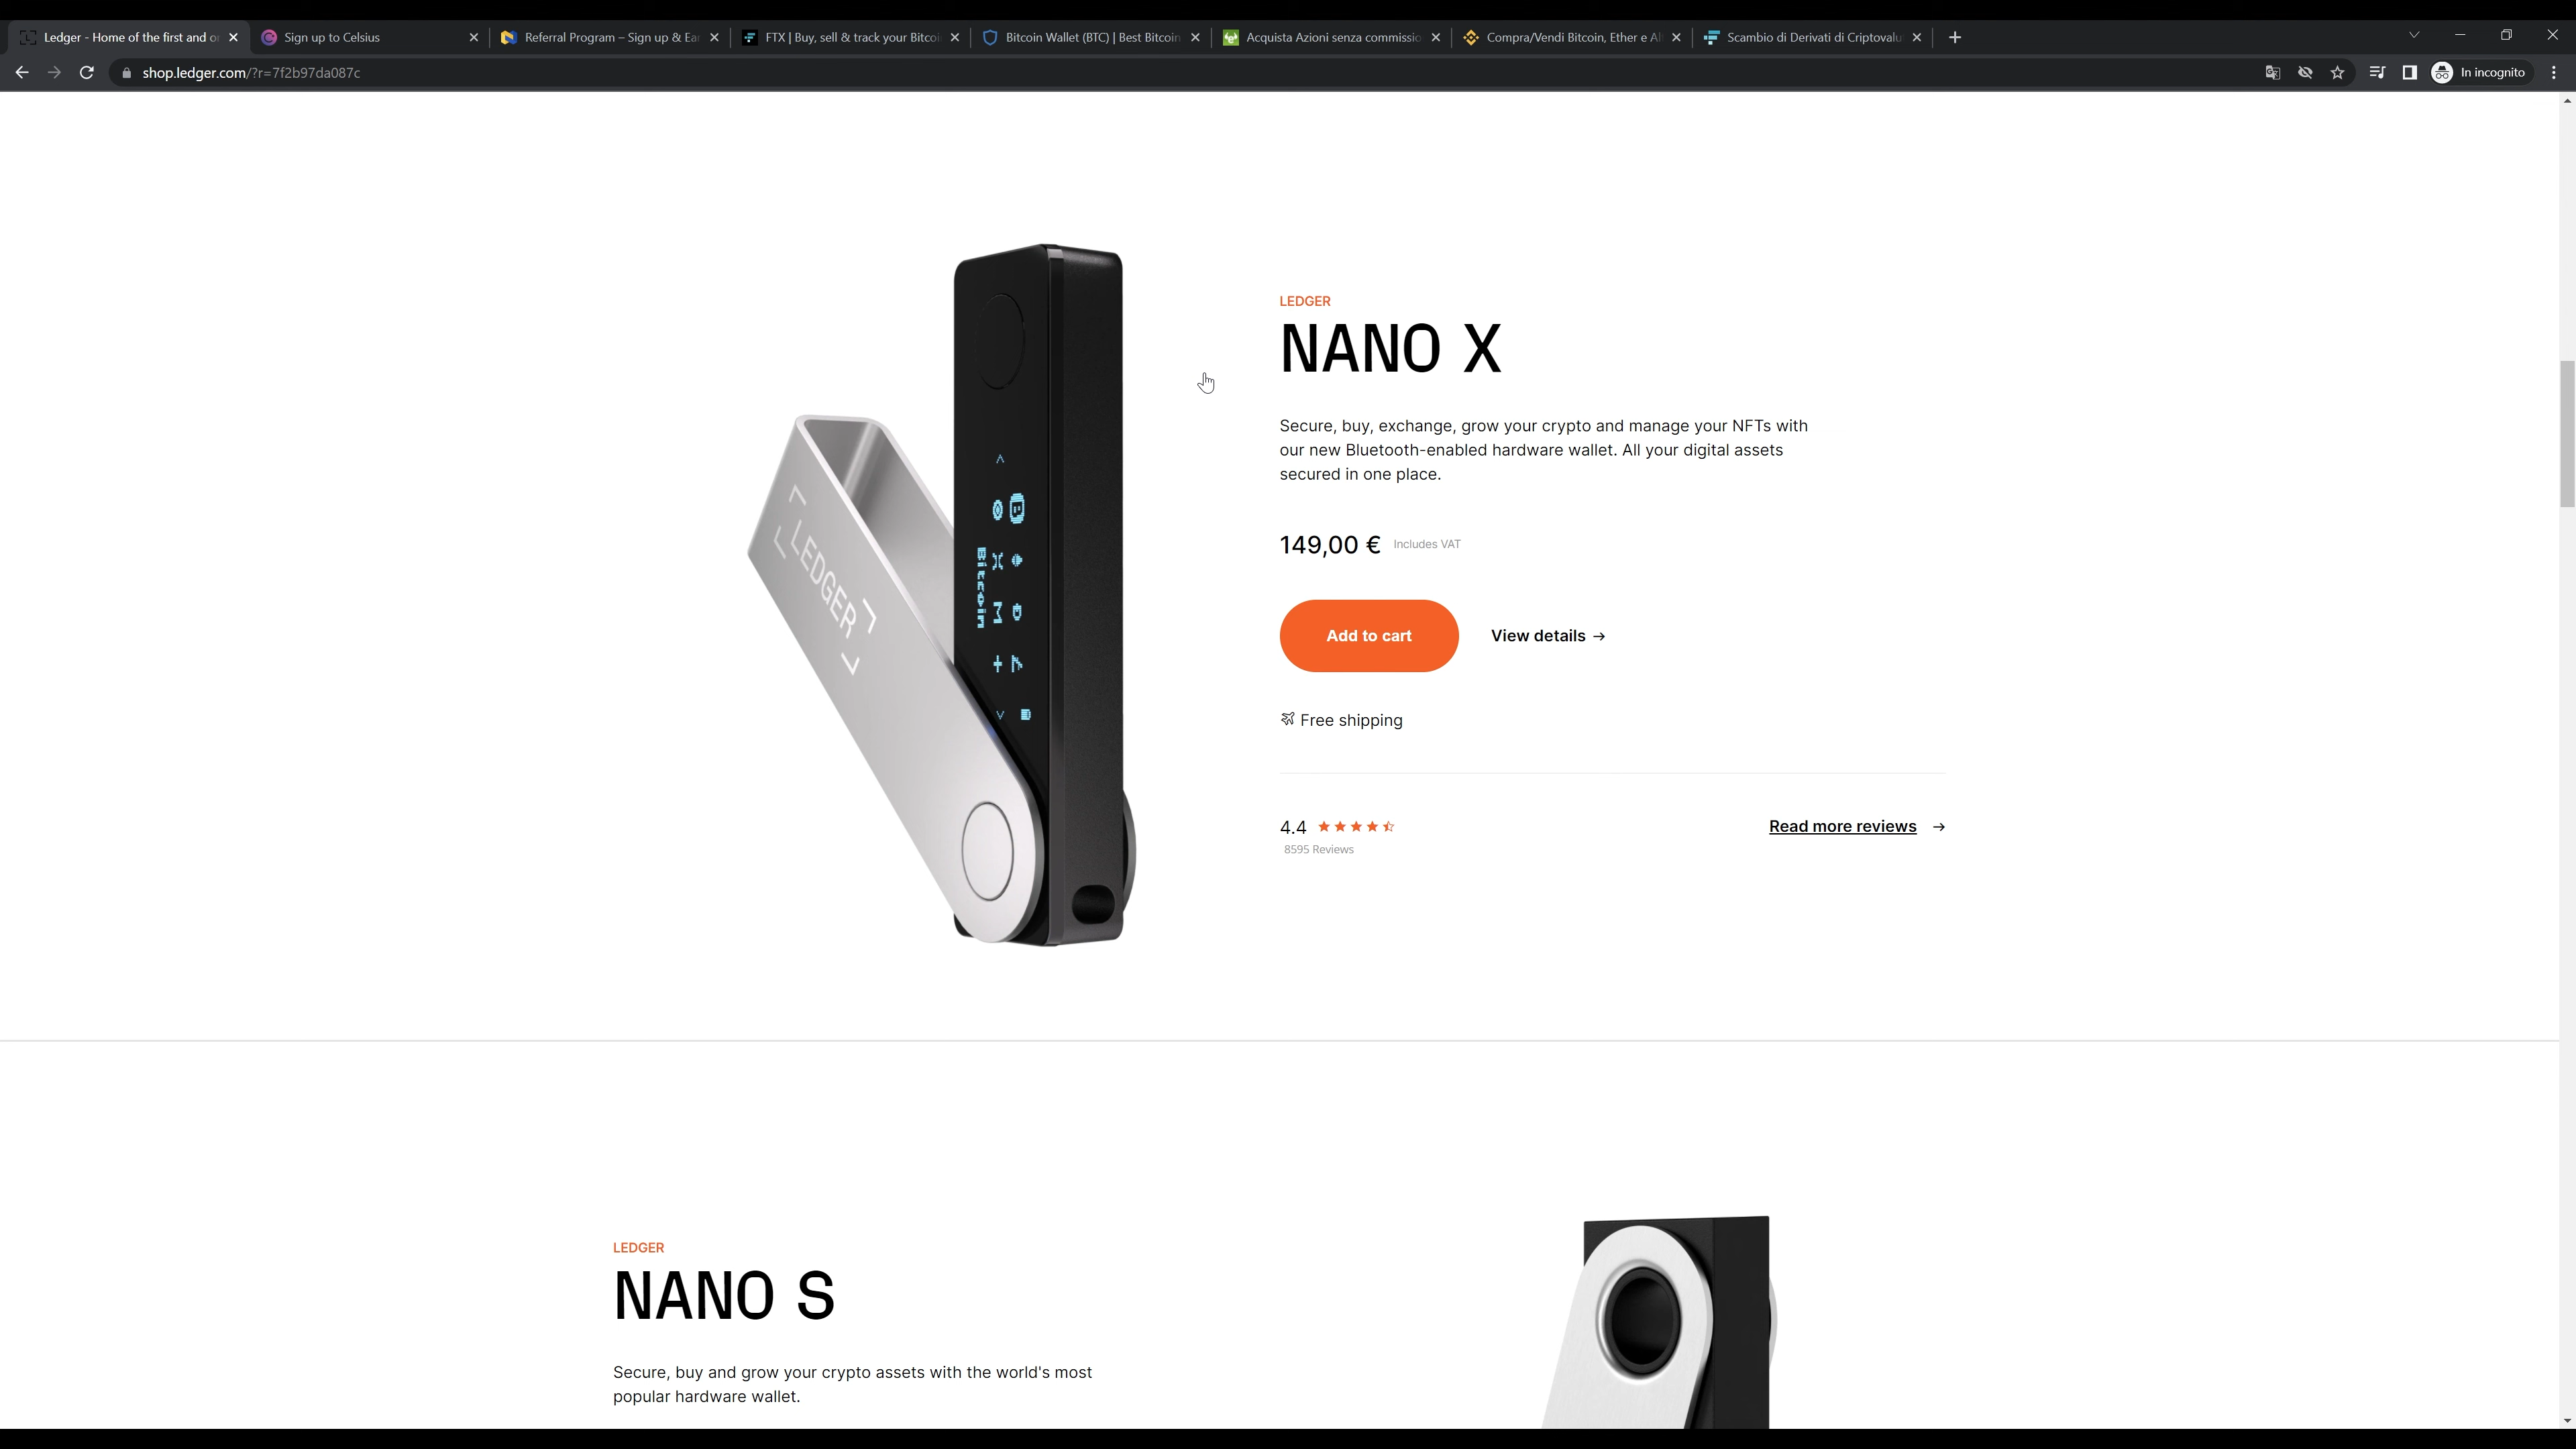 Ledger - Home of the first and o
Sign up to Celsius
Referral Program – Sign up & Ea
FTX | Buy, sell & track your Bitcoi
Bitcoin Wallet (BTC) | Best Bitcoin
Acquista Azioni senza commissio
Compra/Vendi Bitcoin, Ether e Al
Scambio di Derivati di Criptovalu
shop.ledger.com/?r=7f2b97da087c
In incognito
LEDGER
Bitcoin
LEDGER
NANO X
Secure, buy, exchange, grow your crypto and manage your NFTs with
our new Bluetooth-enabled hardware wallet. All your digital assets
secured in one place.
149,00 € Includes VAT
Add to cart
View details →
Free shipping
4.4
8595 Reviews
Read more reviews →
LEDGER
NANO S
Secure, buy and grow your crypto assets with the world's most
popular hardware wallet.